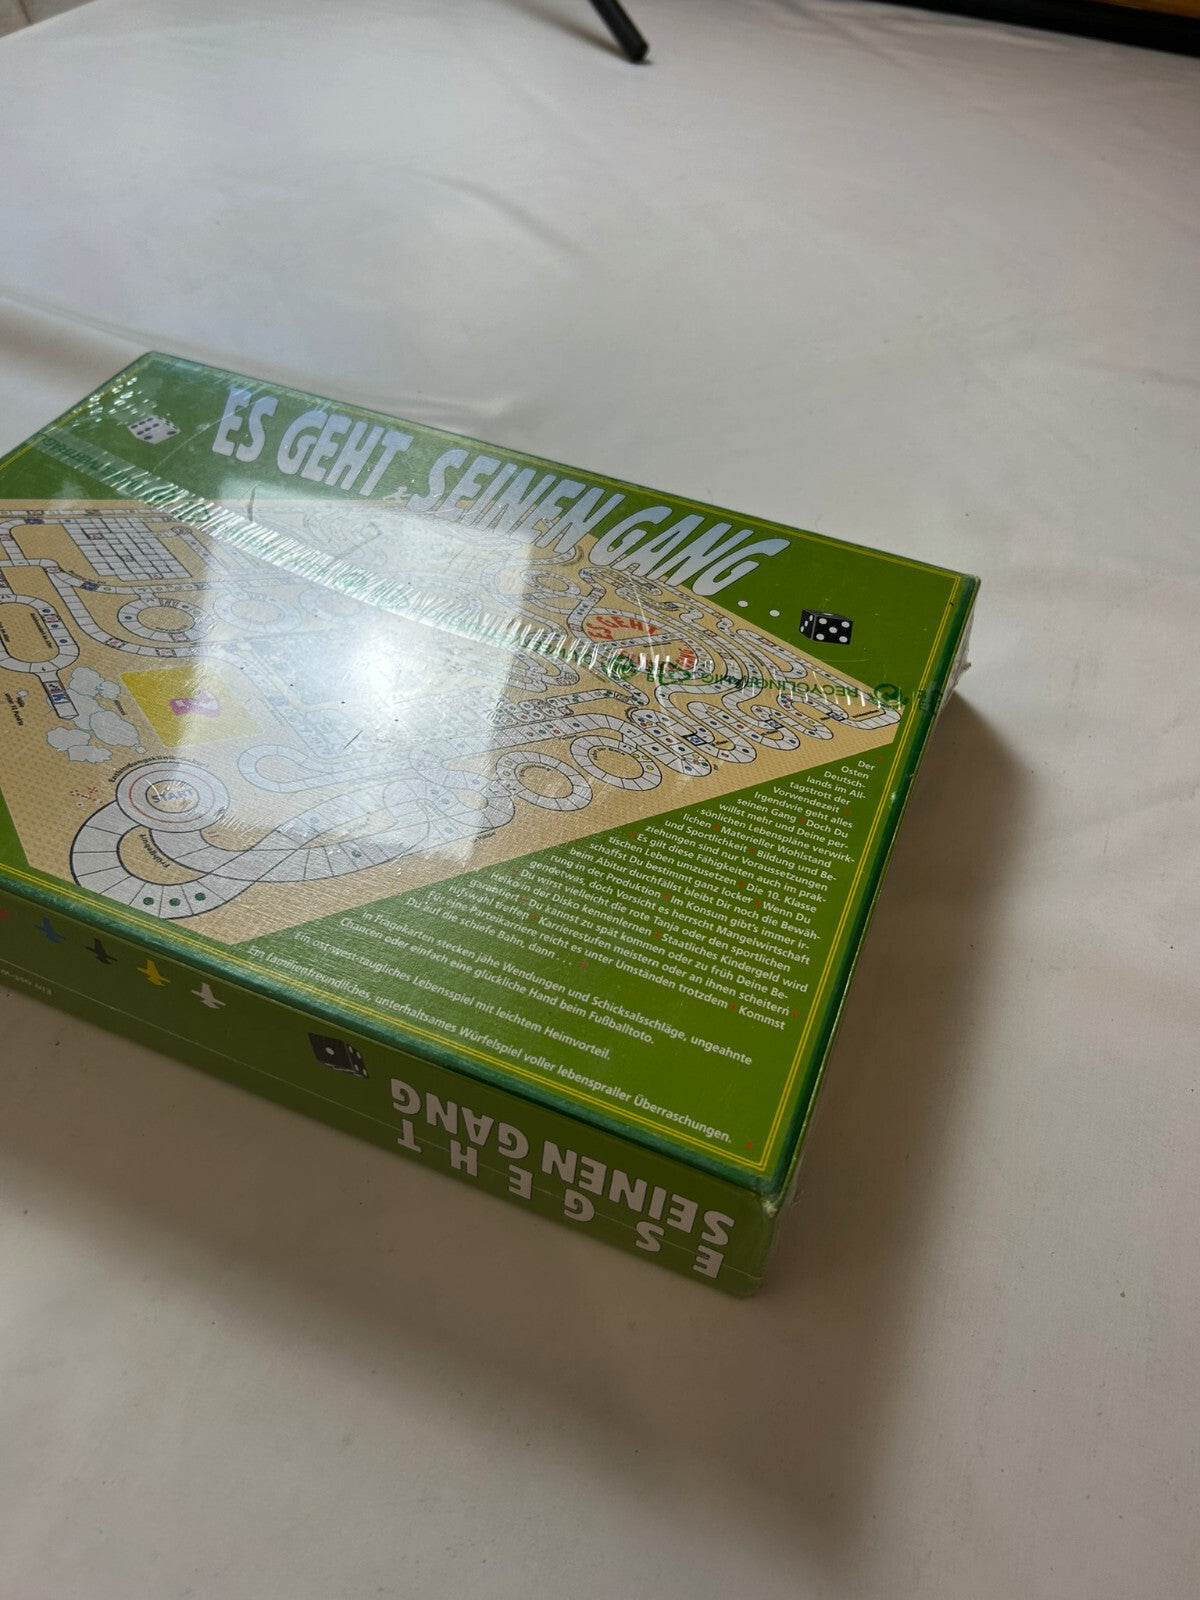 ES GEHT SEINEN GANG...
RECYCLINGFÄHIG
ES GEHT
START
Der
Osten
Deutsch-
lands im All-
tagstrott der
Vorwendezeit
Irgendwie geht alles
seinen Gang * Doch Du
willst mehr und Deine per-
sönlichen Lebenspläne verwirk-
lichen * Materieller Wohlstand
und Sportlichkeit * Bildung und Be-
ziehungen sind nur Voraussetzungen
* Es gilt diese Fähigkeiten auch im prak-
tischen Leben umzusetzen * Die 10. Klasse
schaffst Du bestimmt ganz locker * Wenn Du
beim Abitur durchfällst bleibt Dir noch die Bewäh-
rung in der Produktion * Im Konsum gibt's immer ir-
gendetwas, doch Vorsicht es herrscht Mangelwirtschaft
* Du wirst vielleicht die rote Tanja oder den sportlichen
Heiko in der Disko kennenlernen * Staatliches Kindergeld wird
garantiert * Du kannst zu spät kommen oder zu früh Deine Be-
rufswahl treffen * Karrierestufen meistern oder an ihnen scheitern *
Für eine Parteikarriere reicht es unter Umständen trotzdem * Kommst
Du auf die schiefe Bahn, dann . . . . *
In Fragekarten stecken jähe Wendungen und Schicksalsschläge, ungeahnte
Chancen oder einfach eine glückliche Hand beim Fußballtoto.
Ein ost-west-taugliches Lebensspiel mit leichtem Heimvorteil.
Ein familienfreundliches, unterhaltsames Würfelspiel voller lebenspraller Überraschungen.
ES GEHT
SEINEN GANG